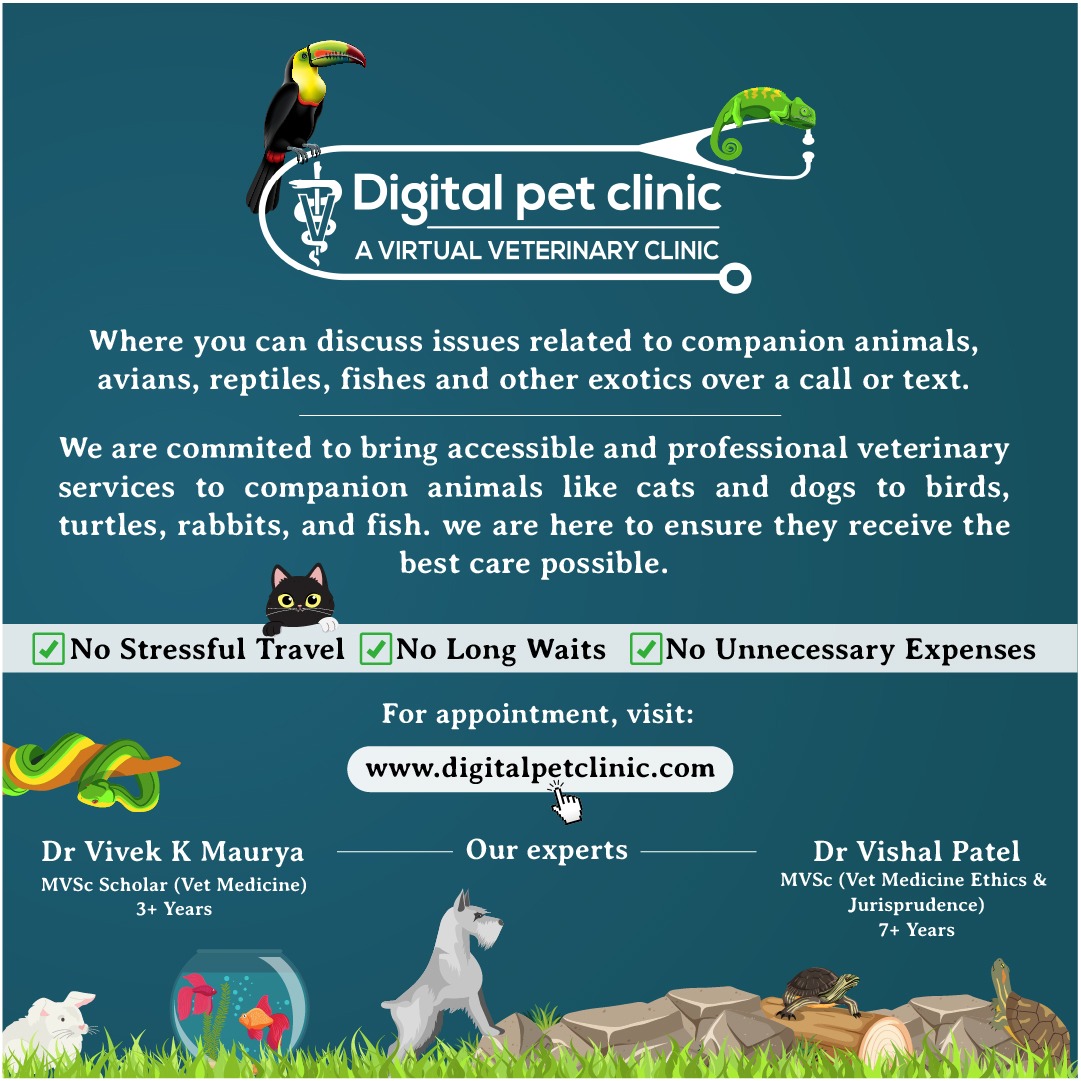 Digital pet clinic
A VIRTUAL VETERINARY CLINIC
Where you can discuss issues related to companion animals,
avians, reptiles, fishes and other exotics over a call or text.
We are commited to bring accessible and professional veterinary
services to companion animals like cats and dogs to birds,
turtles, rabbits, and fish. we are here to ensure they receive the
best care possible.
No Stressful Travel No Long Waits No Unnecessary Expenses
For appointment, visit:
www.digitalpetclinic.com
Our experts
Dr Vivek K Maurya
MVSc Scholar (Vet Medicine)
3+ Years
Dr Vishal Patel
MVSc (Vet Medicine Ethics &
Jurisprudence)
7+ Years